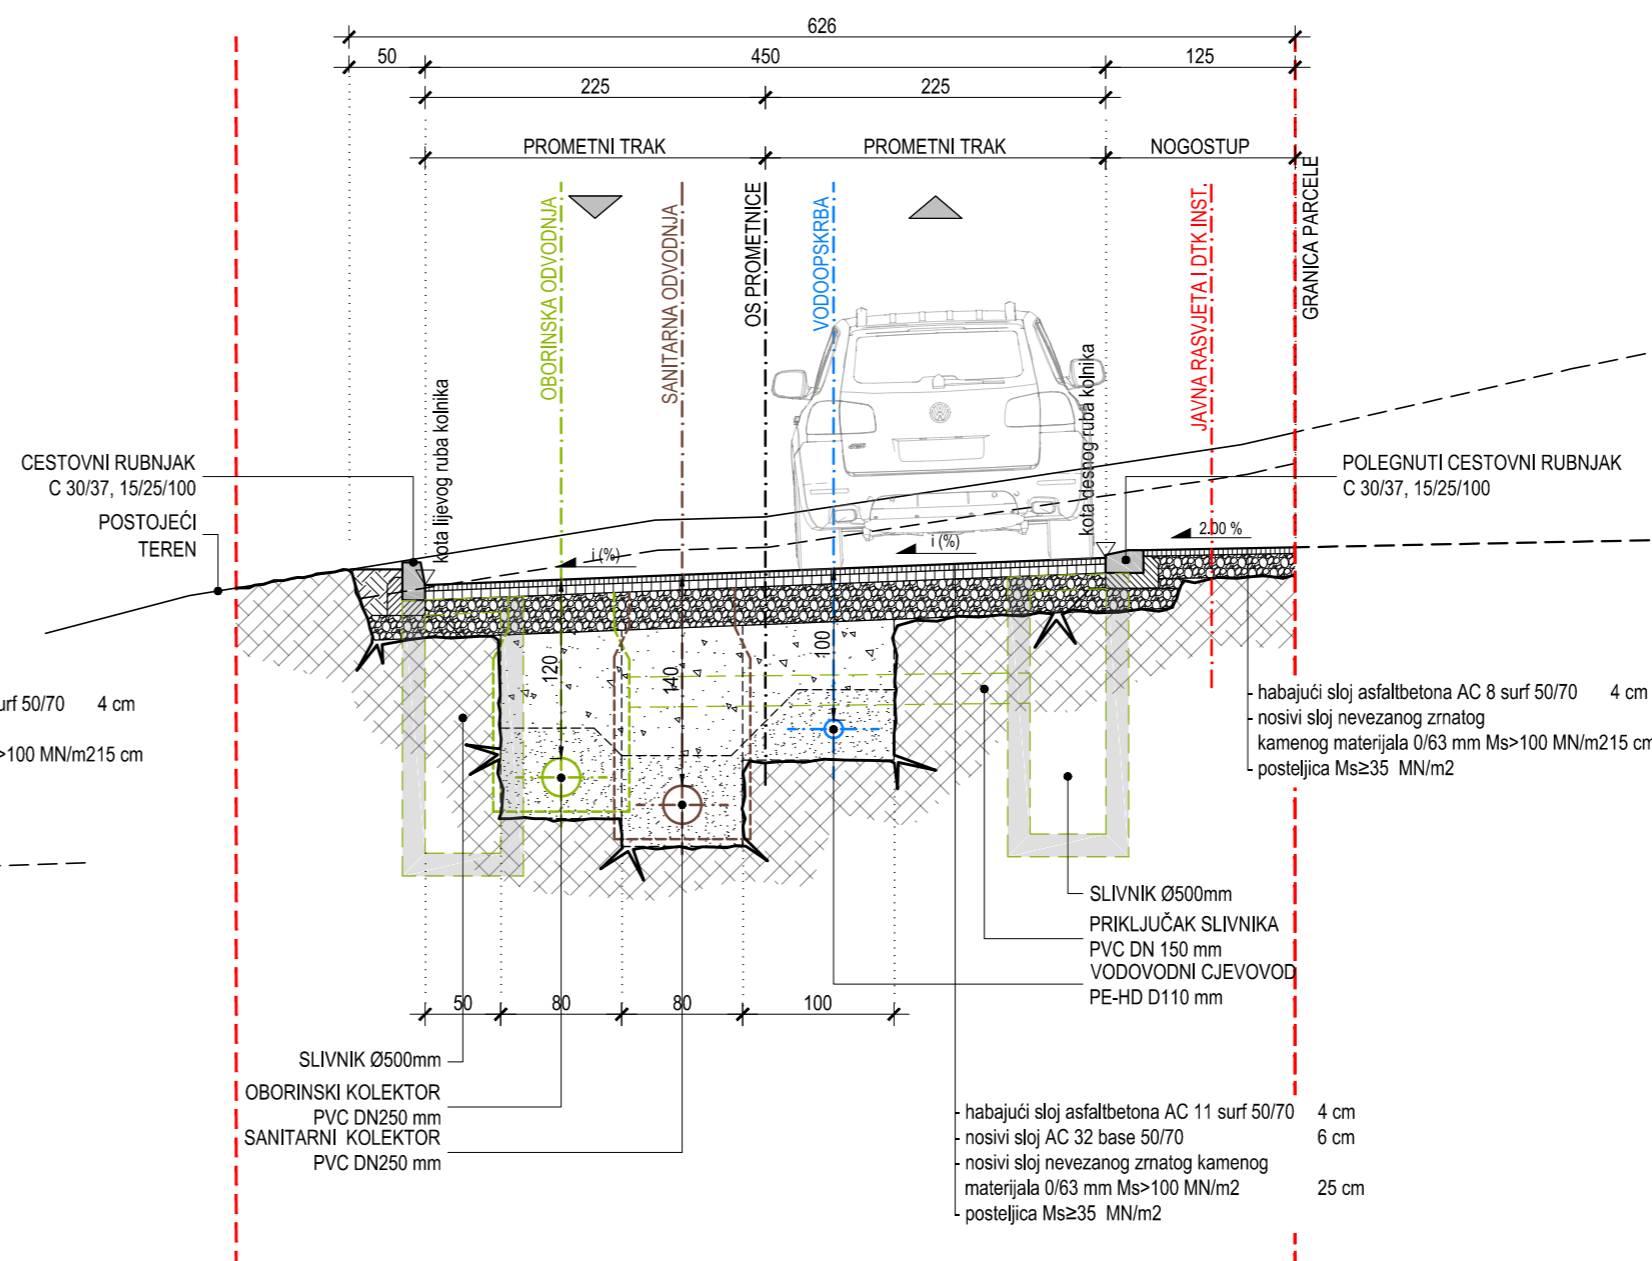 626
50
450
125
225
225
PROMETNI TRAK
PROMETNI TRAK
NOGOSTUP
OBORINSKA ODVODNJA
SANITARNA ODVODNJA
OS PROMETNICE
VODOOPSKRBA
JAVNA RASVJETA I DTK INST.
GRANICA PARCELE
kota lijevog ruba kolnika
kota desnog ruba kolnika
CESTOVNI RUBNJAK
C 30/37, 15/25/100
POSTOJEĆI
TEREN
POLEGNUTI CESTOVNI RUBNJAK
C 30/37, 15/25/100
i (%)
i (%)
2.00 %
120
140
100
urf 50/70 4 cm
>100 MN/m215 cm
- habajući sloj asfaltbetona AC 8 surf 50/70 4 cm
- nosivi sloj nevezanog zrnatog
kamenog materijala 0/63 mm Ms>100 MN/m215 cm
- posteljica Ms≥35 MN/m2
SLIVNIK Ø500mm
PRIKLJUČAK SLIVNIKA
PVC DN 150 mm
VODOVODNI CJEVOVOD
PE-HD D110 mm
50
80
80
100
SLIVNIK Ø500mm
OBORINSKI KOLEKTOR
PVC DN250 mm
SANITARNI KOLEKTOR
PVC DN250 mm
- habajući sloj asfaltbetona AC 11 surf 50/70 4 cm
- nosivi sloj AC 32 base 50/70 6 cm
- nosivi sloj nevezanog zrnatog kamenog
materijala 0/63 mm Ms>100 MN/m2 25 cm
- posteljica Ms≥35 MN/m2